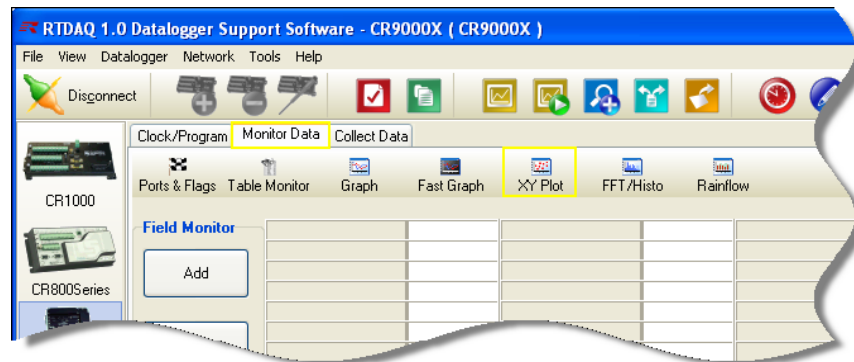 RTDAQ 1.0 Datalogger Support Software - CR9000X ( CR9000X )
File View Datalogger Network Tools Help
Disconnect
Clock/Program Monitor Data Collect Data
Ports & Flags Table Monitor Graph Fast Graph XY Plot FFT/Histo Rainflow
CR1000
Field Monitor
Add
CR800Series